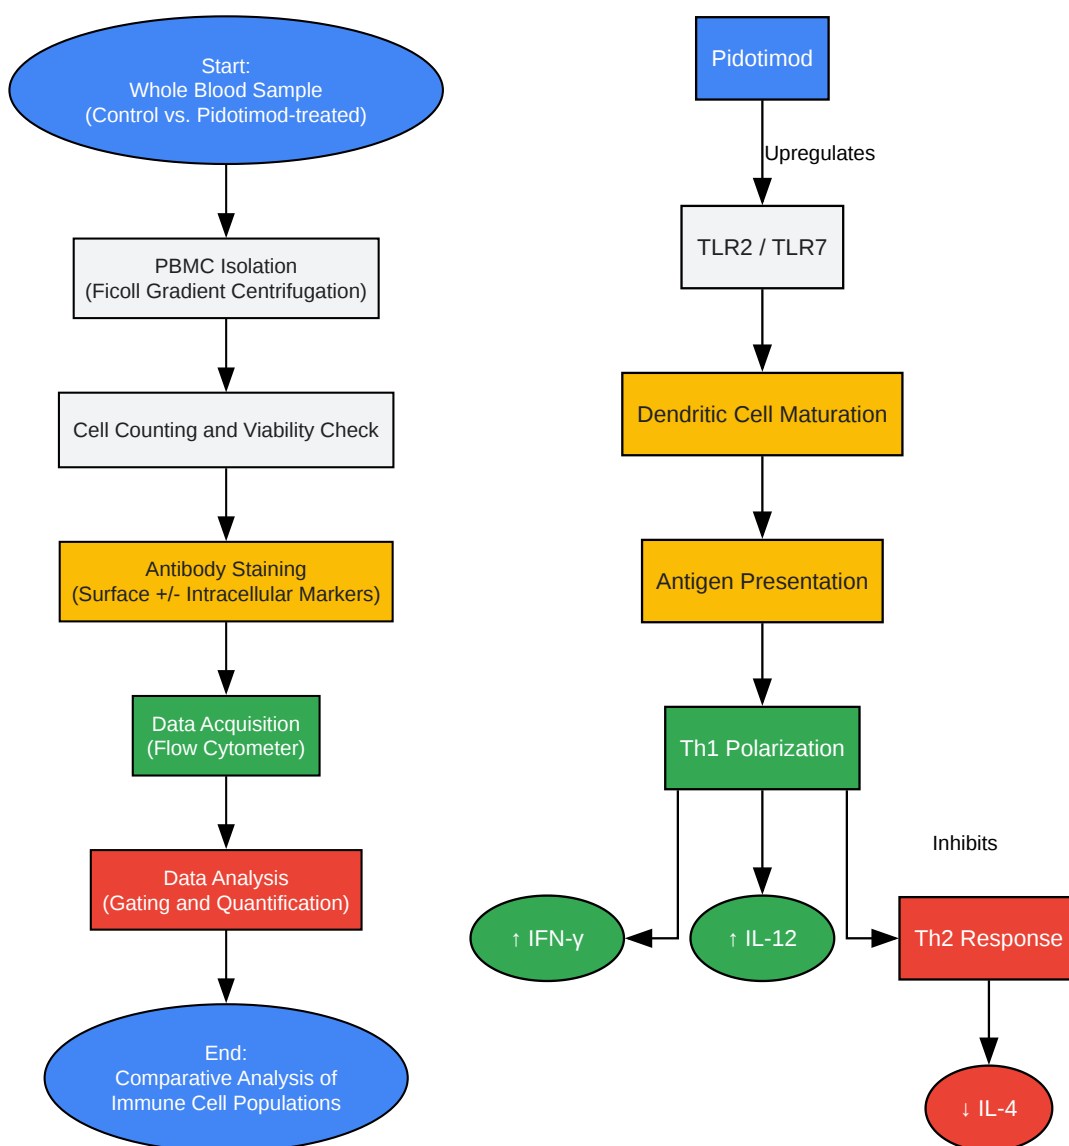 Start:
Whole Blood Sample
(Control vs. Pidotimod-treated)
PBMC Isolation
(Ficoll Gradient Centrifugation)
Cell Counting and Viability Check
Antibody Staining
(Surface +/- Intracellular Markers)
Data Acquisition
(Flow Cytometer)
Data Analysis
(Gating and Quantification)
End:
Comparative Analysis of
Immune Cell Populations
Pidotimod
Upregulates
TLR2 / TLR7
Dendritic Cell Maturation
Antigen Presentation
Th1 Polarization
Inhibits
↑ IFN-γ
↑ IL-12
Th2 Response
↓ IL-4